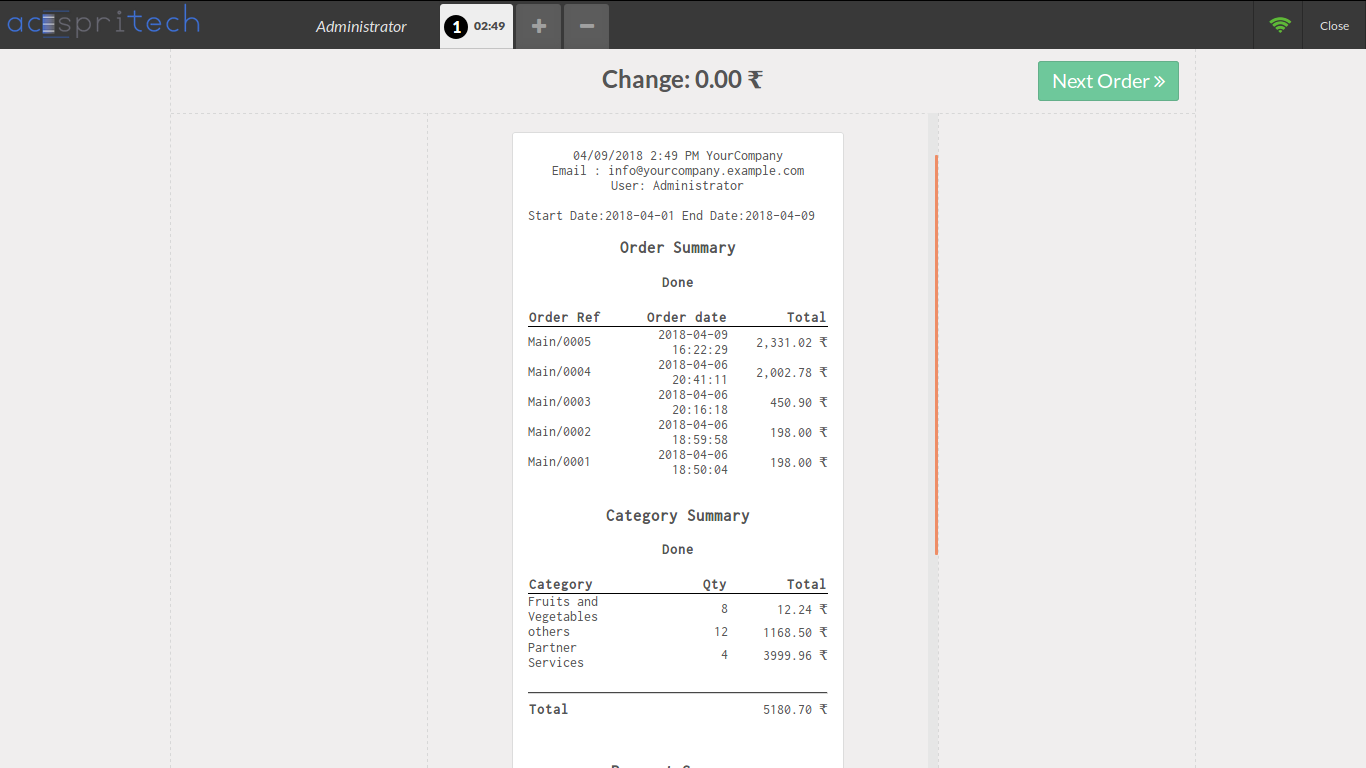 acespritech
Administrator
1 02:49
+
−
Close
Change: 0.00 ₹
Next Order »
04/09/2018 2:49 PM YourCompany
Email : info@yourcompany.example.com
User: Administrator
Start Date:2018-04-01 End Date:2018-04-09
Order Summary
Done
Order Ref Order date Total
Main/0005 2018-04-09 16:22:29 2,331.02 ₹
Main/0004 2018-04-06 20:41:11 2,002.78 ₹
Main/0003 2018-04-06 20:16:18 450.90 ₹
Main/0002 2018-04-06 18:59:58 198.00 ₹
Main/0001 2018-04-06 18:50:04 198.00 ₹
Category Summary
Done
Category Qty Total
Fruits and Vegetables 8 12.24 ₹
others 12 1168.50 ₹
Partner Services 4 3999.96 ₹
Total 5180.70 ₹